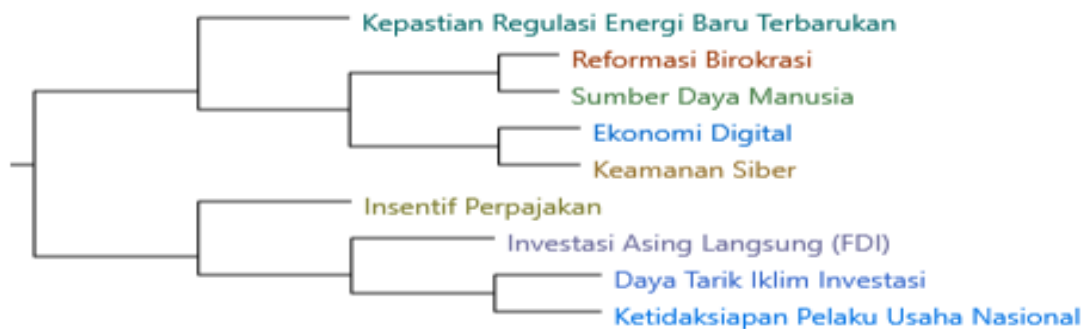 Kepastian Regulasi Energi Baru Terbarukan
Reformasi Birokrasi
Sumber Daya Manusia
Ekonomi Digital
Keamanan Siber
Insentif Perpajakan
Investasi Asing Langsung (FDI)
Daya Tarik Iklim Investasi
Ketidaksiapan Pelaku Usaha Nasional